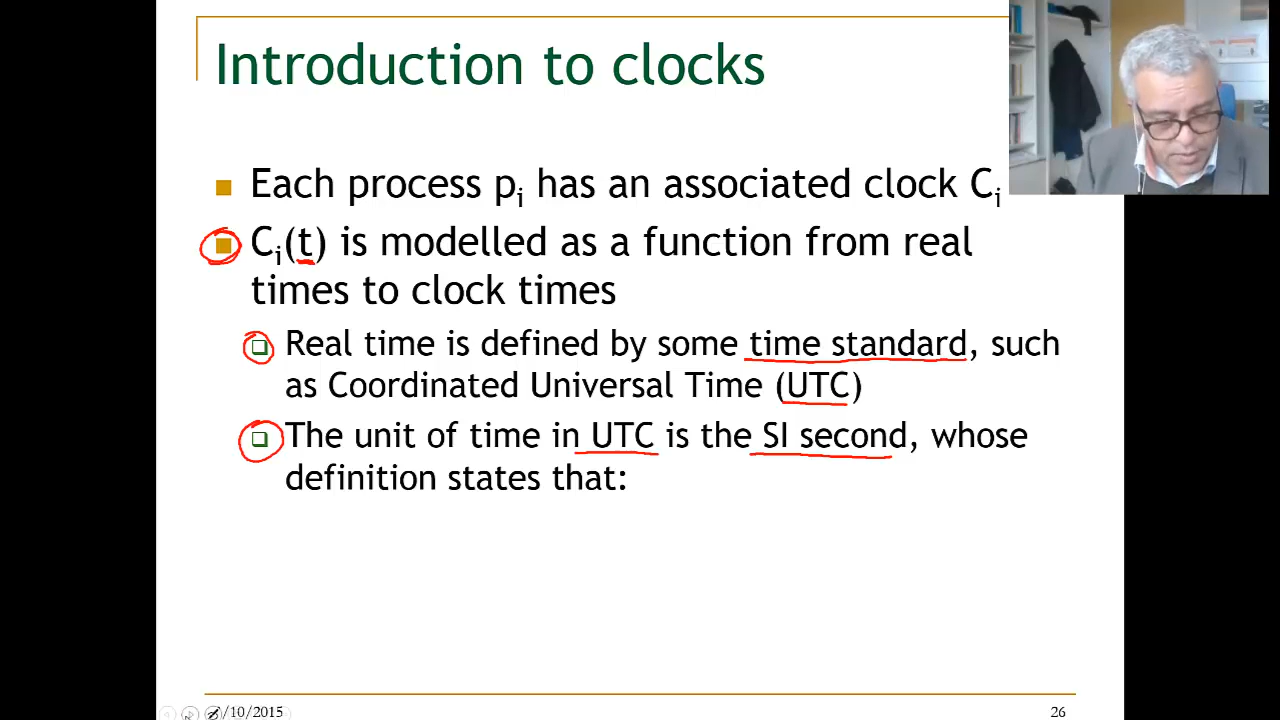 Introduction to clocks
Each process pi has an associated clock Ci
Ci(t) is modelled as a function from real
times to clock times
Real time is defined by some time standard, such
as Coordinated Universal Time (UTC)
The unit of time in UTC is the SI second, whose
definition states that:
/10/2015
26